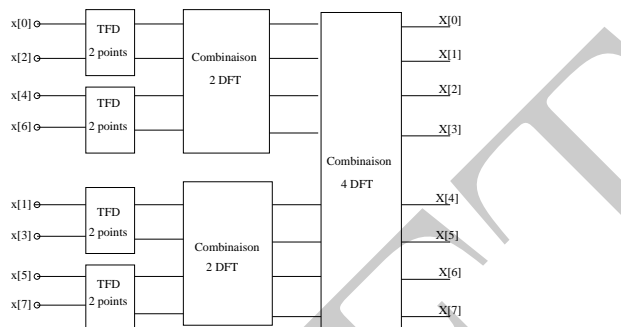 x[0]
x[2]
x[4]
x[6]
TFD
2 points
TFD
2 points
Combinaison
2 DFT
x[1]
x[3]
x[5]
x[7]
TFD
2 points
TFD
2 points
Combinaison
2 DFT
Combinaison
4 DFT
X[0]
X[1]
X[2]
X[3]
X[4]
X[5]
X[6]
X[7]